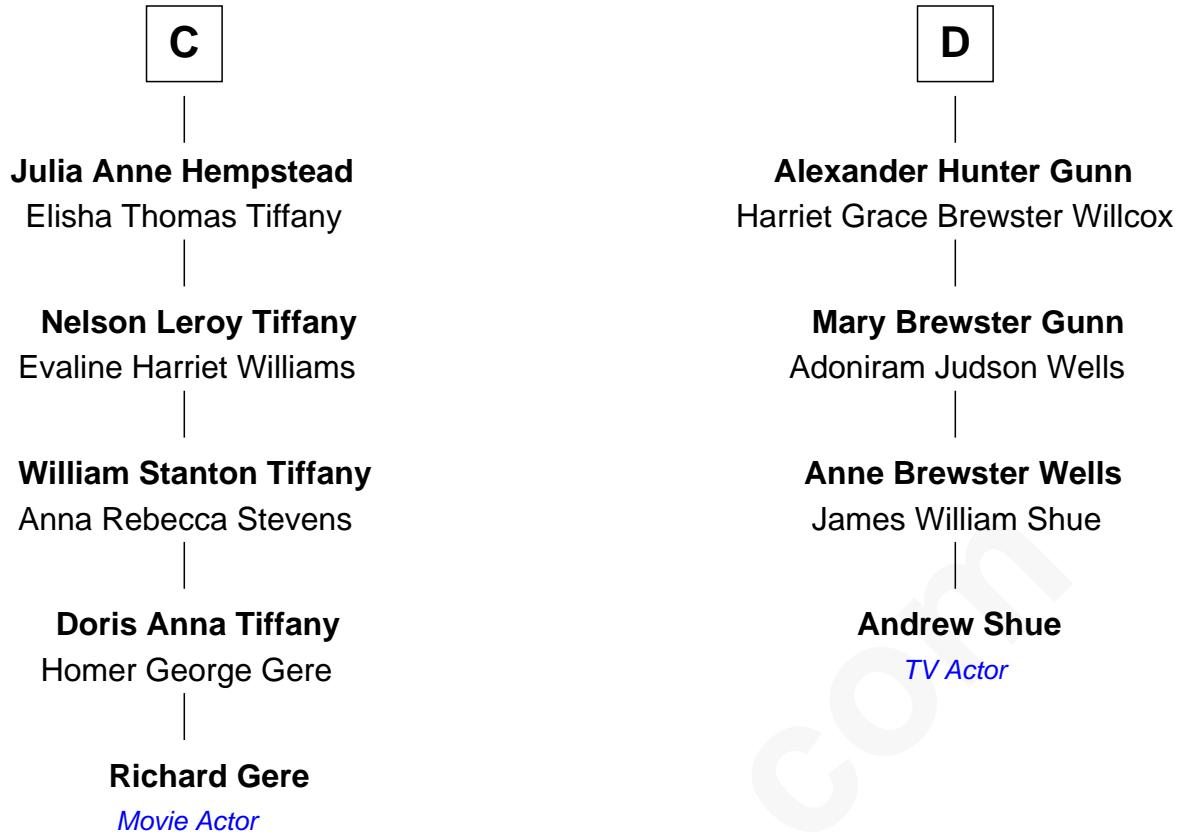 C
Julia Anne Hempstead
Elisha Thomas Tiffany
Nelson Leroy Tiffany
Evaline Harriet Williams
William Stanton Tiffany
Anna Rebecca Stevens
Doris Anna Tiffany
Homer George Gere
Richard Gere
Movie Actor
D
Alexander Hunter Gunn
Harriet Grace Brewster Willcox
Mary Brewster Gunn
Adoniram Judson Wells
Anne Brewster Wells
James William Shue
Andrew Shue
TV Actor
com